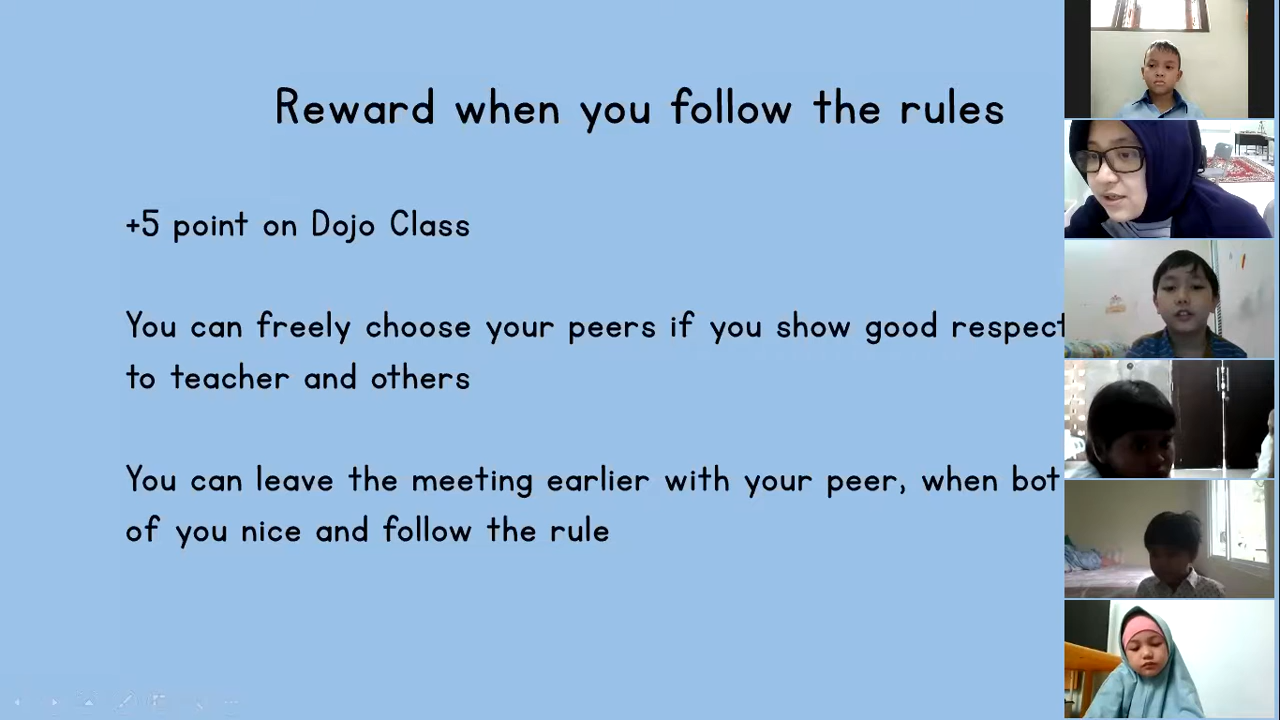 Reward when you follow the rules
+5 point on Dojo Class
You can freely choose your peers if you show good respect
to teacher and others
You can leave the meeting earlier with your peer, when bot
of you nice and follow the rule